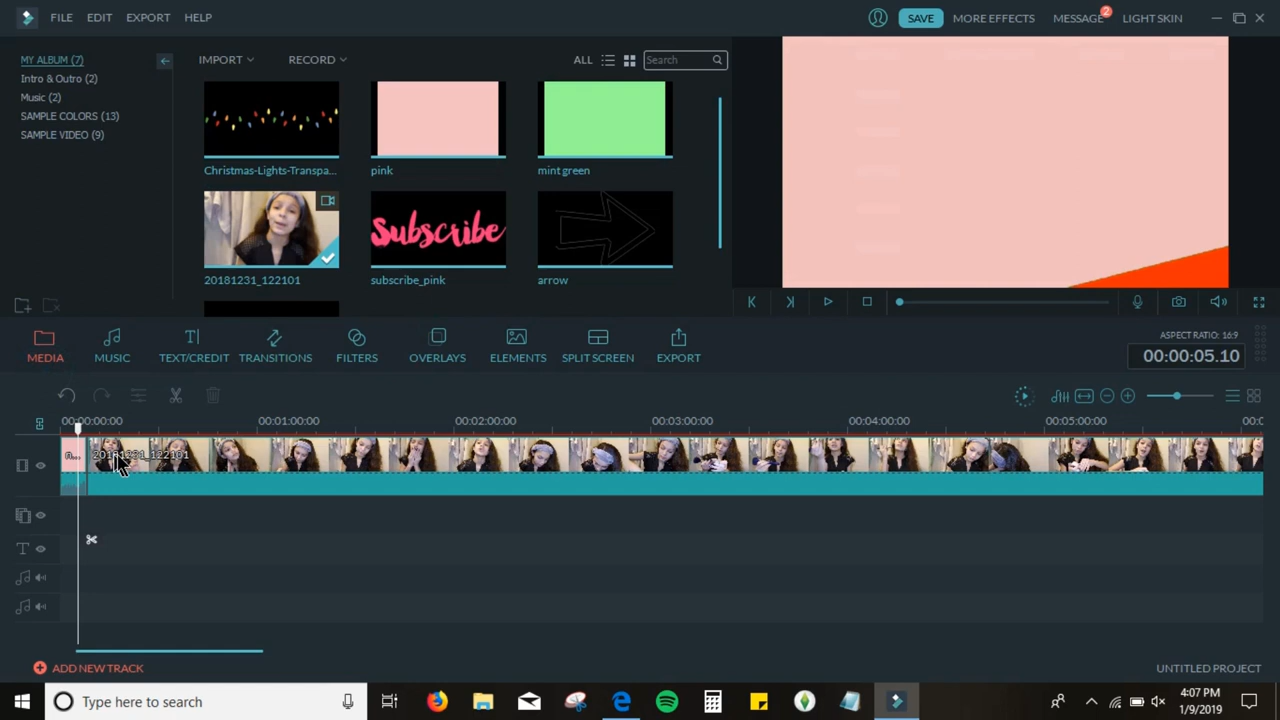 FILE EDIT EXPORT HELP SAVE MORE EFFECTS MESSAGE 2 LIGHT SKIN
MY ALBUM (7)
Intro & Outro (2)
Music (2)
SAMPLE COLORS (13)
SAMPLE VIDEO (9)
IMPORT RECORD ALL Search
Christmas-Lights-Transpa... pink mint green
Subscribe
20181231_122101 subscribe_pink arrow
MEDIA MUSIC TEXT/CREDIT TRANSITIONS FILTERS OVERLAYS ELEMENTS SPLIT SCREEN EXPORT
ASPECT RATIO: 16:9
00:00:05.10
00:00:00:00 00:01:00:00 00:02:00:00 00:03:00:00 00:04:00:00 00:05:00:00 00:0
20181231_122101
ADD NEW TRACK UNTITLED PROJECT
Type here to search
4:07 PM
1/9/2019